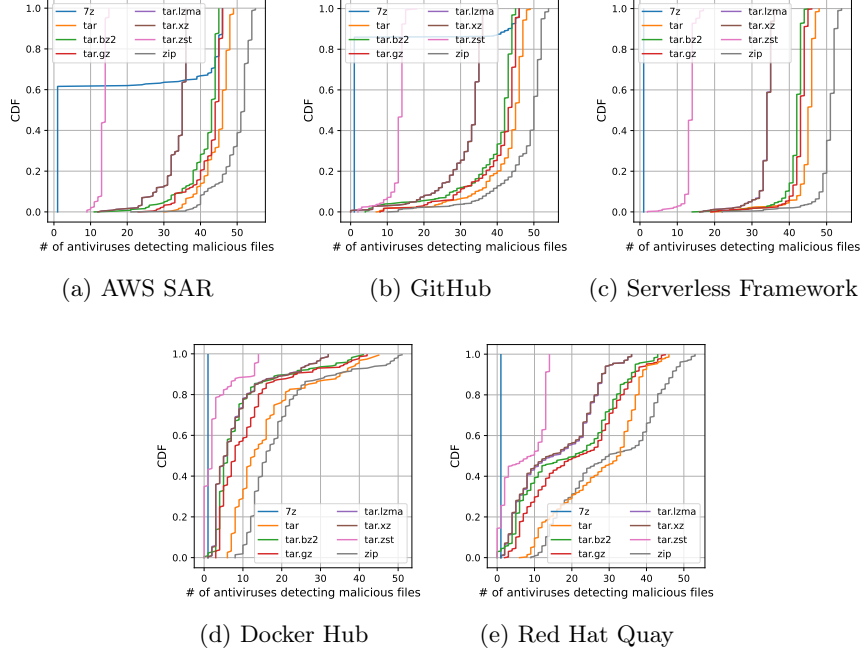 1.0
0.8
0.6
0.4
0.2
0.0
CDF
7z
tar
tar.bz2
tar.gz
tar.lzma
tar.xz
tar.zst
zip
0 10 20 30 40 50
# of antiviruses detecting malicious files
(a) AWS SAR
1.0
0.8
0.6
0.4
0.2
0.0
CDF
7z
tar
tar.bz2
tar.gz
tar.lzma
tar.xz
tar.zst
zip
0 10 20 30 40 50
# of antiviruses detecting malicious files
(b) GitHub
1.0
0.8
0.6
0.4
0.2
0.0
CDF
7z
tar
tar.bz2
tar.gz
tar.lzma
tar.xz
tar.zst
zip
0 10 20 30 40 50
# of antiviruses detecting malicious files
(c) Serverless Framework
1.0
0.8
0.6
0.4
0.2
0.0
CDF
7z
tar
tar.bz2
tar.gz
tar.lzma
tar.xz
tar.zst
zip
0 10 20 30 40 50
# of antiviruses detecting malicious files
(d) Docker Hub
1.0
0.8
0.6
0.4
0.2
0.0
CDF
7z
tar
tar.bz2
tar.gz
tar.lzma
tar.xz
tar.zst
zip
0 10 20 30 40 50
# of antiviruses detecting malicious files
(e) Red Hat Quay